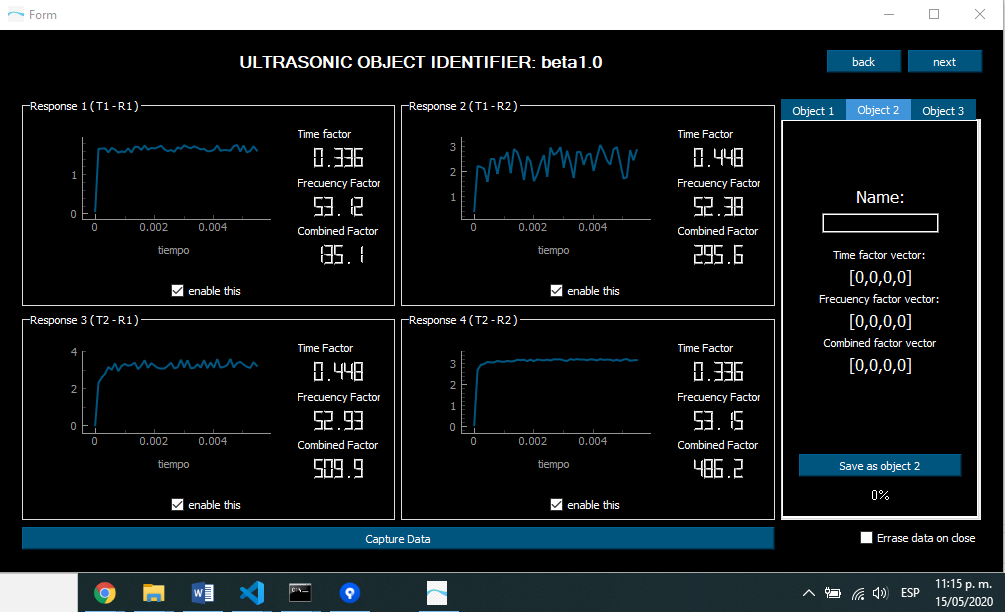 Form
ULTRASONIC OBJECT IDENTIFIER: beta1.0
back
next
Response 1 ( T1 - R1 )
Time factor
0.336
Frecuency Factor
53.12
Combined Factor
135.1
1
0
0
0.002
0.004
tiempo
enable this
Response 2 ( T1 - R2 )
Time Factor
0.448
Frecuency Factor
52.38
Combined Factor
295.6
3
2
1
0
0.002
0.004
tiempo
enable this
Response 3 ( T2 - R1 )
Time Factor
0.448
Frecuency Factor
52.93
Combined Factor
509.9
4
2
0
0
0.002
0.004
tiempo
enable this
Response 4 ( T2 - R2 )
Time Factor
0.336
Frecuency Factor
53.15
Combined Factor
486.2
3
2
1
0
0
0.002
0.004
tiempo
enable this
Object 1
Object 2
Object 3
Name:
Time factor vector:
[0,0,0,0]
Frecuency factor vector:
[0,0,0,0]
Combined factor vector
[0,0,0,0]
Save as object 2
0%
Capture Data
Errase data on close
ESP
11:15 p. m.
15/05/2020